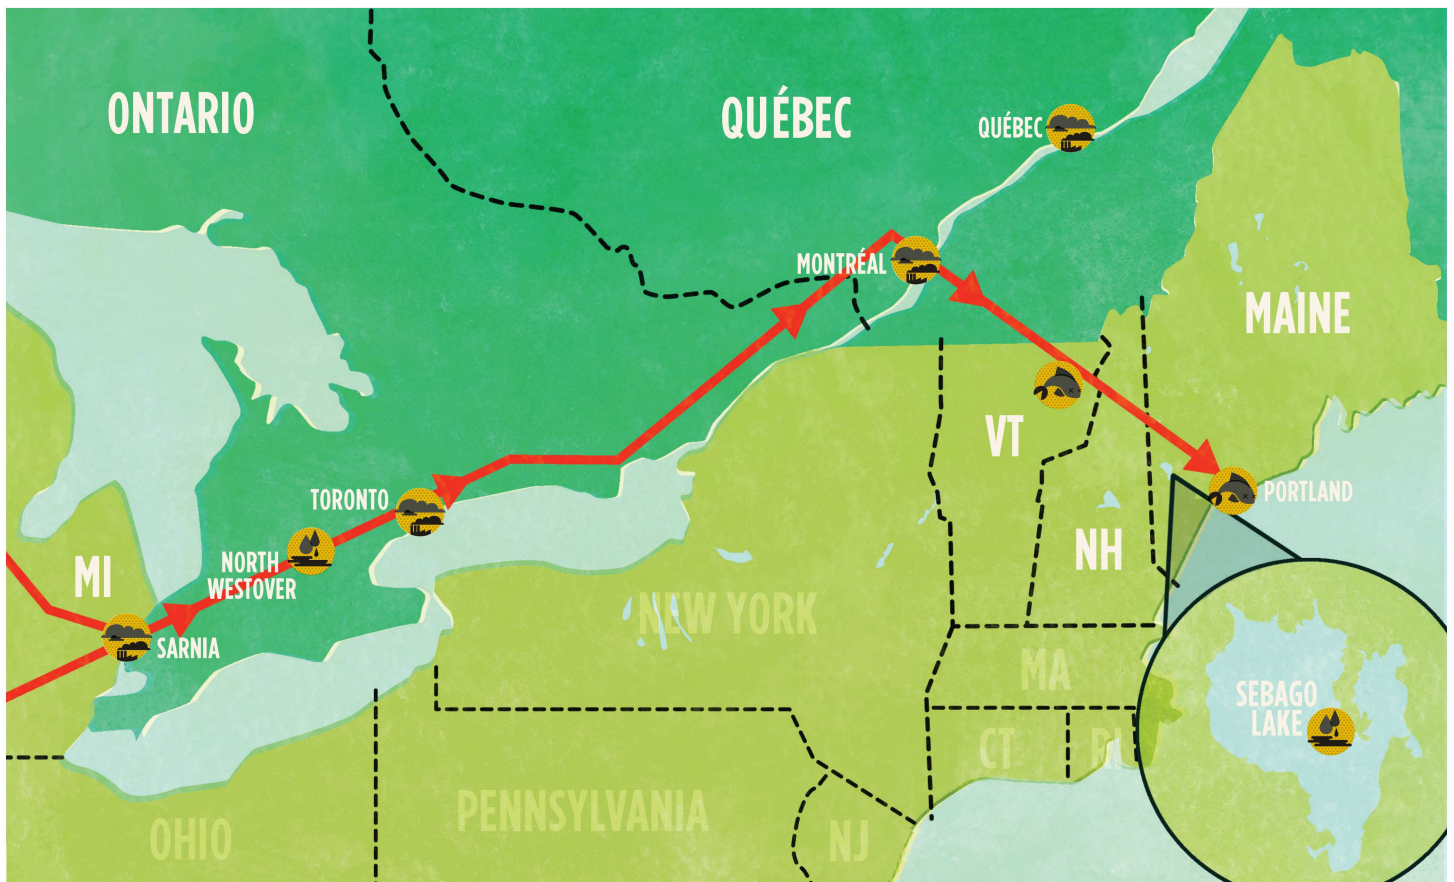 ONTARIO
QUÉBEC
QUÉBEC
MONTRÉAL
MAINE
VT
TORONTO
PORTLAND
NORTH
WESTOVER
MI
NH
NEW YORK
SARNIA
MA
SEBAGO
LAKE
CT
RI
PENNSYLVANIA
OHIO
NJ